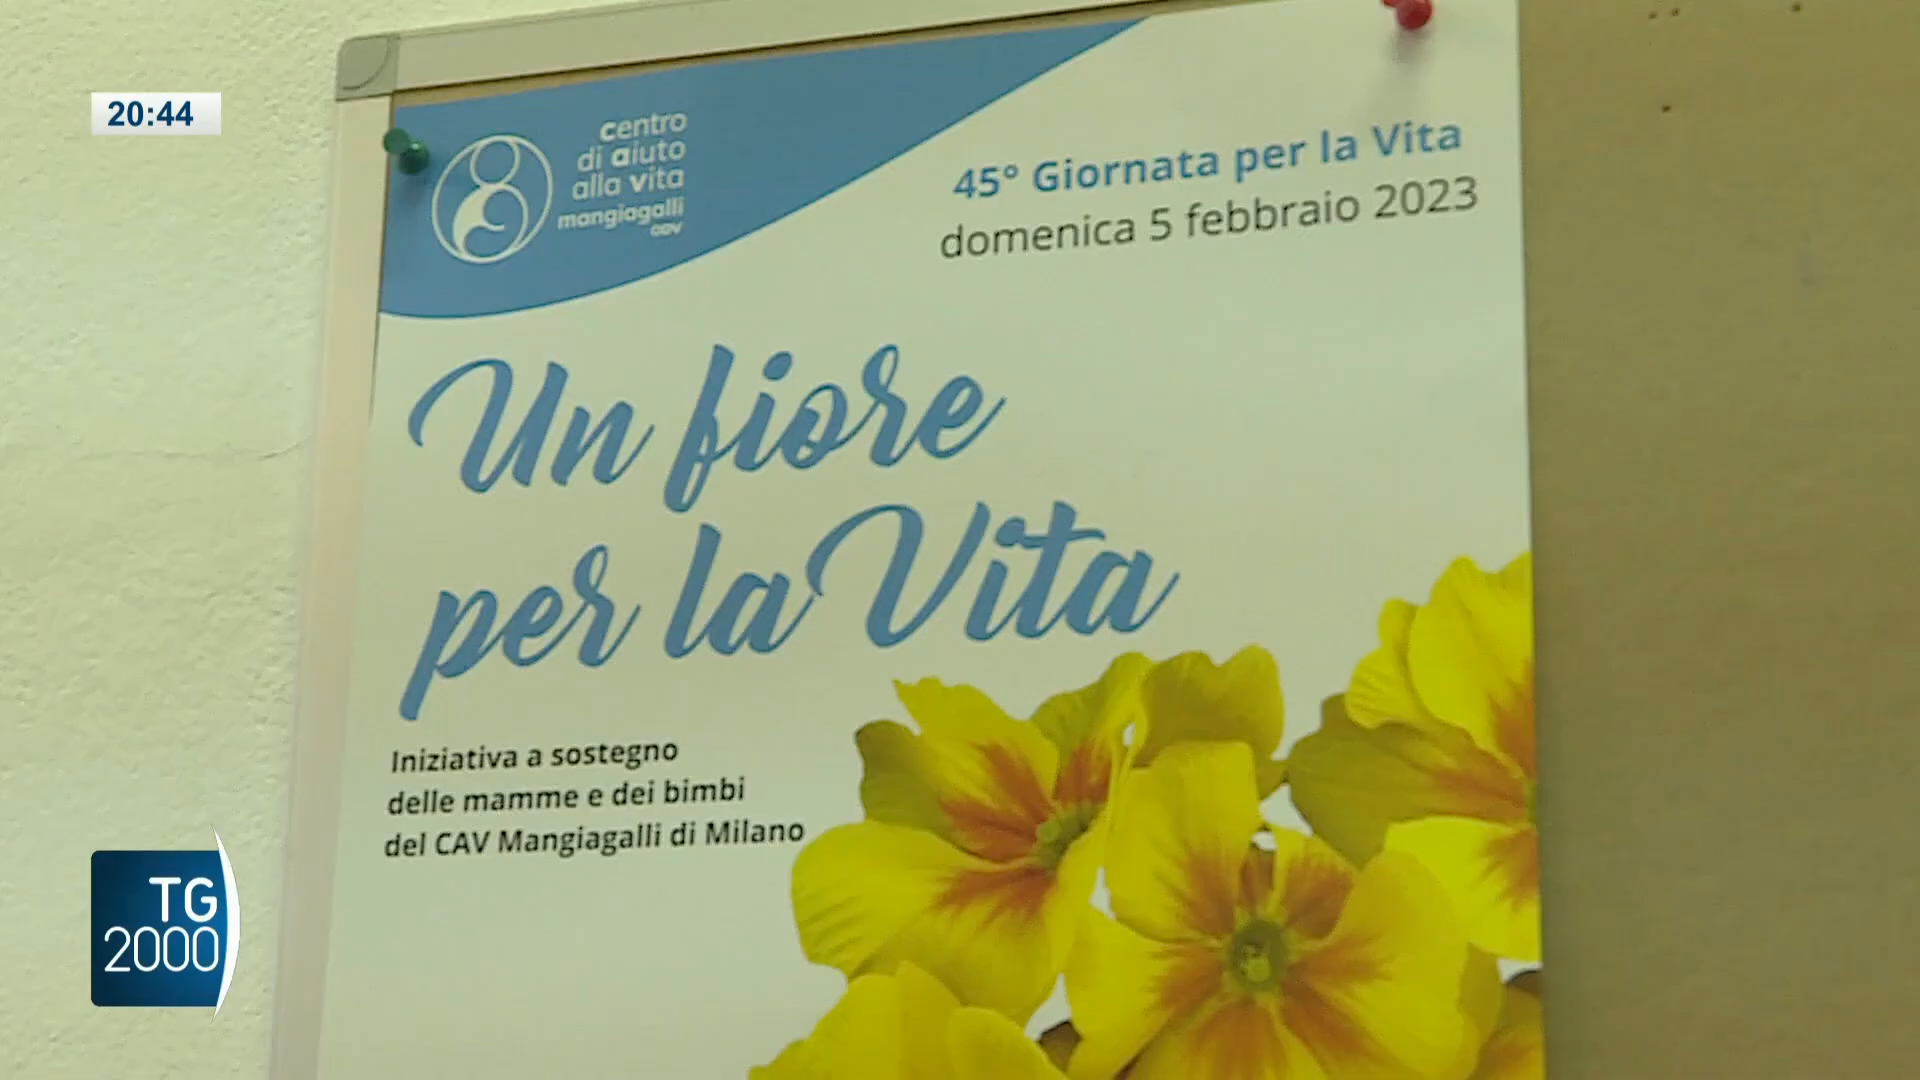 20:44
centro
di aiuto
alla vita
mangiagalli
cav
45° Giornata per la Vita
domenica 5 febbraio 2023
Un fiore
per la Vita
Iniziativa a sostegno
delle mamme e dei bimbi
del CAV Mangiagalli di Milano
TG
2000